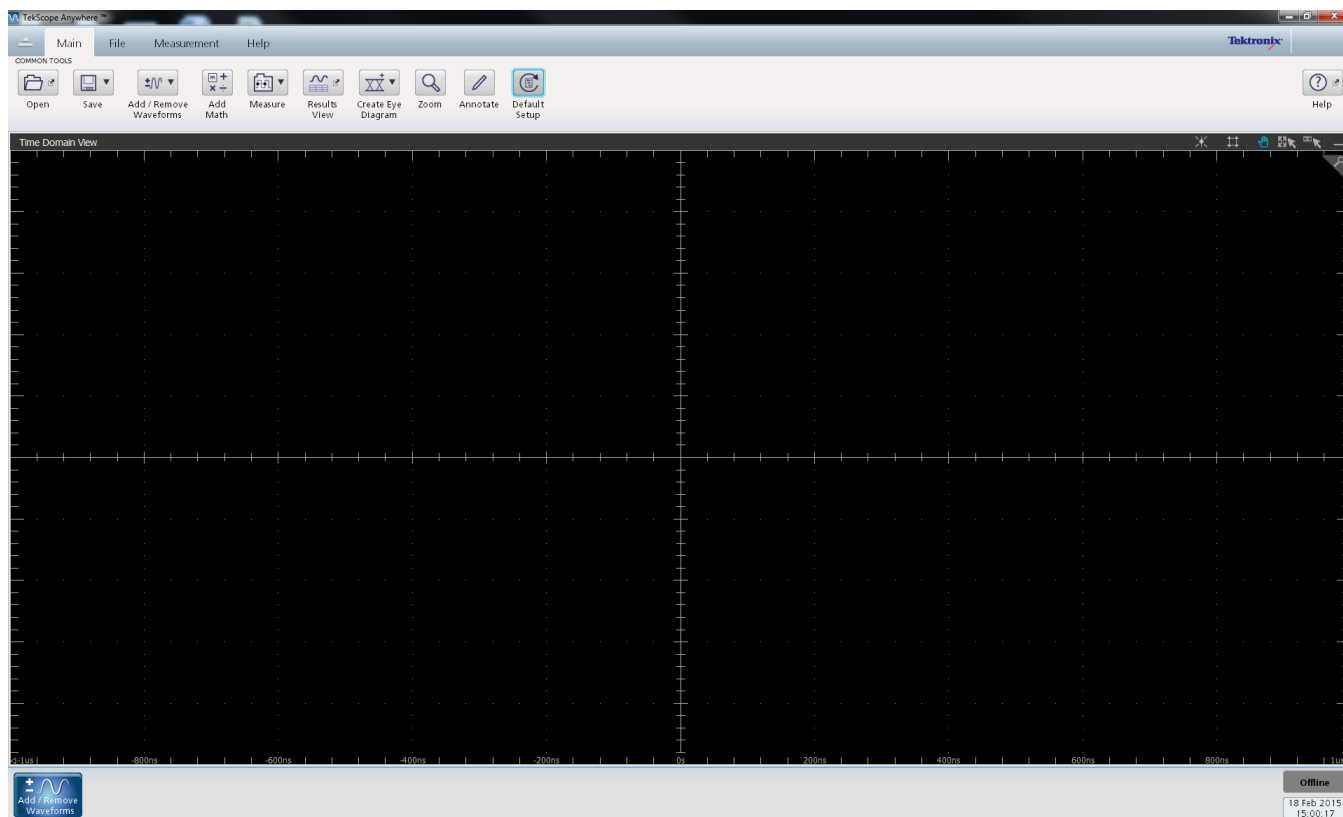 TekScope Anywhere ™
Main File Measurement Help
Tektronix
COMMON TOOLS
Open Save Add / Remove Waveforms Add Math Measure Results View Create Eye Diagram Zoom Annotate Default Setup Help
Time Domain View
-1us -800ns -600ns -400ns -200ns 0s 200ns 400ns 600ns 800ns 1us
Add / Remove
Waveforms
Offline
18 Feb 2015
15:00:17